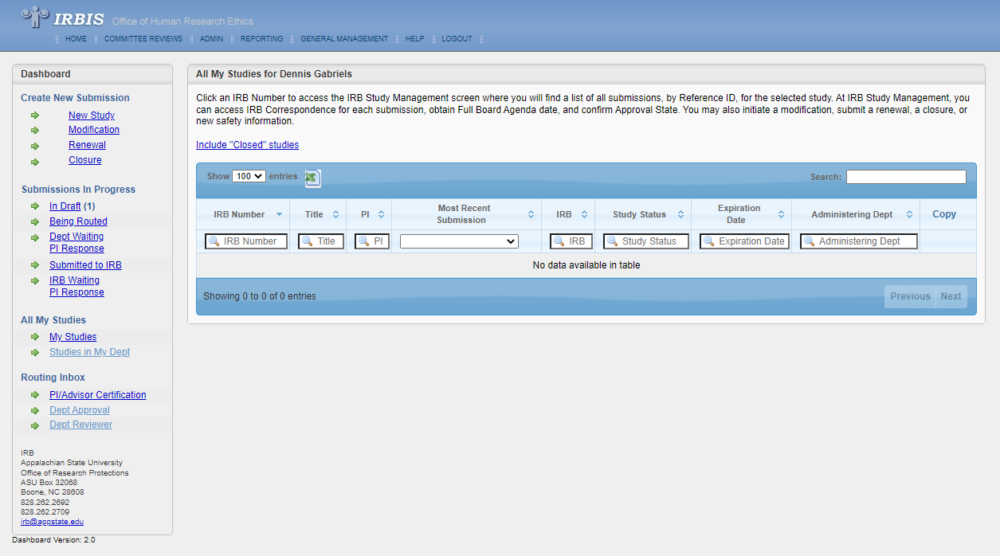 IRBIS Office of Human Research Ethics
HOME COMMITTEE REVIEWS ADMIN REPORTING GENERAL MANAGEMENT HELP LOGOUT
Dashboard
Create New Submission
New Study
Modification
Renewal
Closure
Submissions In Progress
In Draft (1)
Being Routed
Dept Waiting
PI Response
Submitted to IRB
IRB Waiting
PI Response
All My Studies
My Studies
Studies in My Dept
Routing Inbox
PI/Advisor Certification
Dept Approval
Dept Reviewer
IRB
Appalachian State University
Office of Research Protections
ASU Box 32068
Boone, NC 28608
828.262.2692
828.262.2709
irb@appstate.edu
Dashboard Version: 2.0
All My Studies for Dennis Gabriels
Click an IRB Number to access the IRB Study Management screen where you will find a list of all submissions, by Reference ID, for the selected study. At IRB Study Management, you
can access IRB Correspondence for each submission, obtain Full Board Agenda date, and confirm Approval State. You may also initiate a modification, submit a renewal, a closure, or
new safety information.
Include "Closed" studies
Show 100 entries Search:
IRB Number Title PI Most Recent Submission IRB Study Status Expiration Date Administering Dept Copy
IRB Number Title PI IRB Study Status Expiration Date Administering Dept
No data available in table
Showing 0 to 0 of 0 entries Previous Next